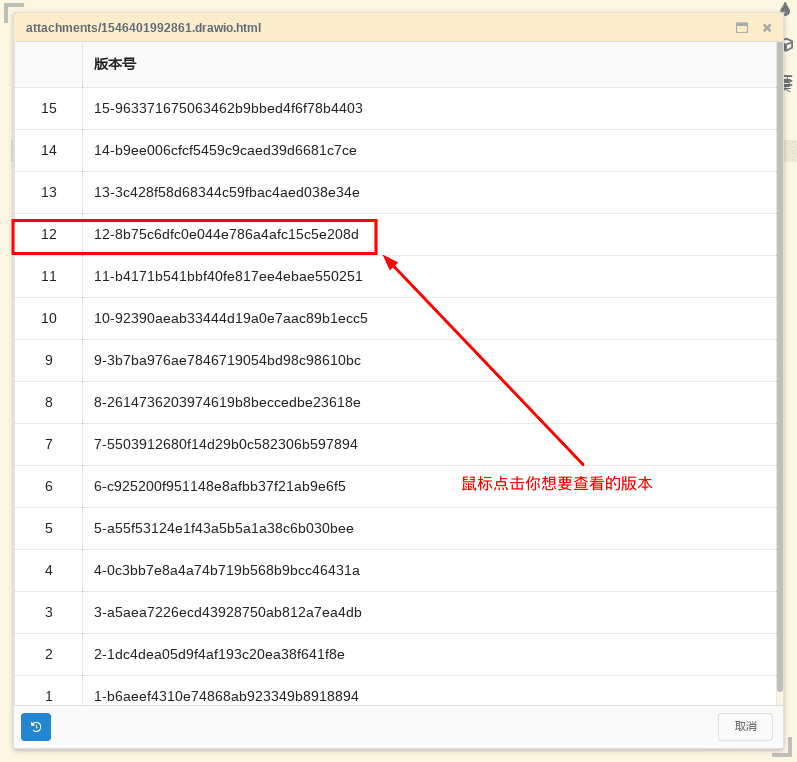 attachments/1546401992861.drawio.html
版本号
15 15-963371675063462b9bbed4f6f78b4403
14 14-b9ee006cfcf5459c9caed39d6681c7ce
13 13-3c428f58d68344c59fbac4aed038e34e
12 12-8b75c6dfc0e044e786a4afc15c5e208d
11 11-b4171b541bbf40fe817ee4ebae550251
10 10-92390aeab33444d19a0e7aac89b1ecc5
9 9-3b7ba976ae7846719054bd98c98610bc
8 8-2614736203974619b8beccedbe23618e
7 7-5503912680f14d29b0c582306b597894
6 6-c925200f951148e8afbb37f21ab9e6f5
鼠标点击你想要查看的版本
5 5-a55f53124e1f43a5b5a1a38c6b030bee
4 4-0c3bb7e8a4a74b719b568b9bcc46431a
3 3-a5aea7226ecd43928750ab812a7ea4db
2 2-1dc4dea05d9f4af193c20ea38f641f8e
1 1-b6aeef4310e74868ab923349b8918894
取消